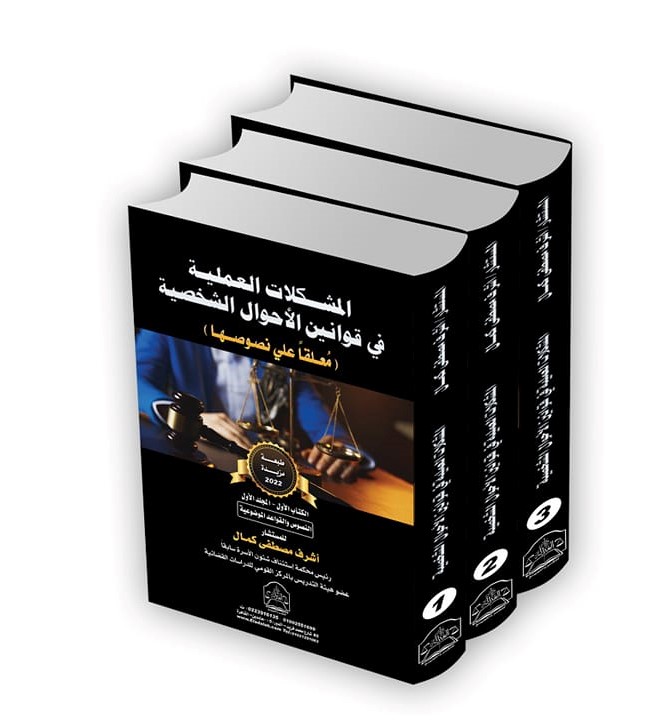 المشكلات العملية
في قوانين الأحوال الشخصية
( مُعلقاً علي نصوصها )
طبعة
مزيدة
2022
الكتاب الأول - المجلد الأول
النصوص والقواعد الموضوعية
للمستشار
أشرف مصطفى كمال
رئيس محكمة استئناف شئون الأسرة سابقاً
عضو هيئة التدريس بالمركز القومي للدراسات القضائية
1
2
3